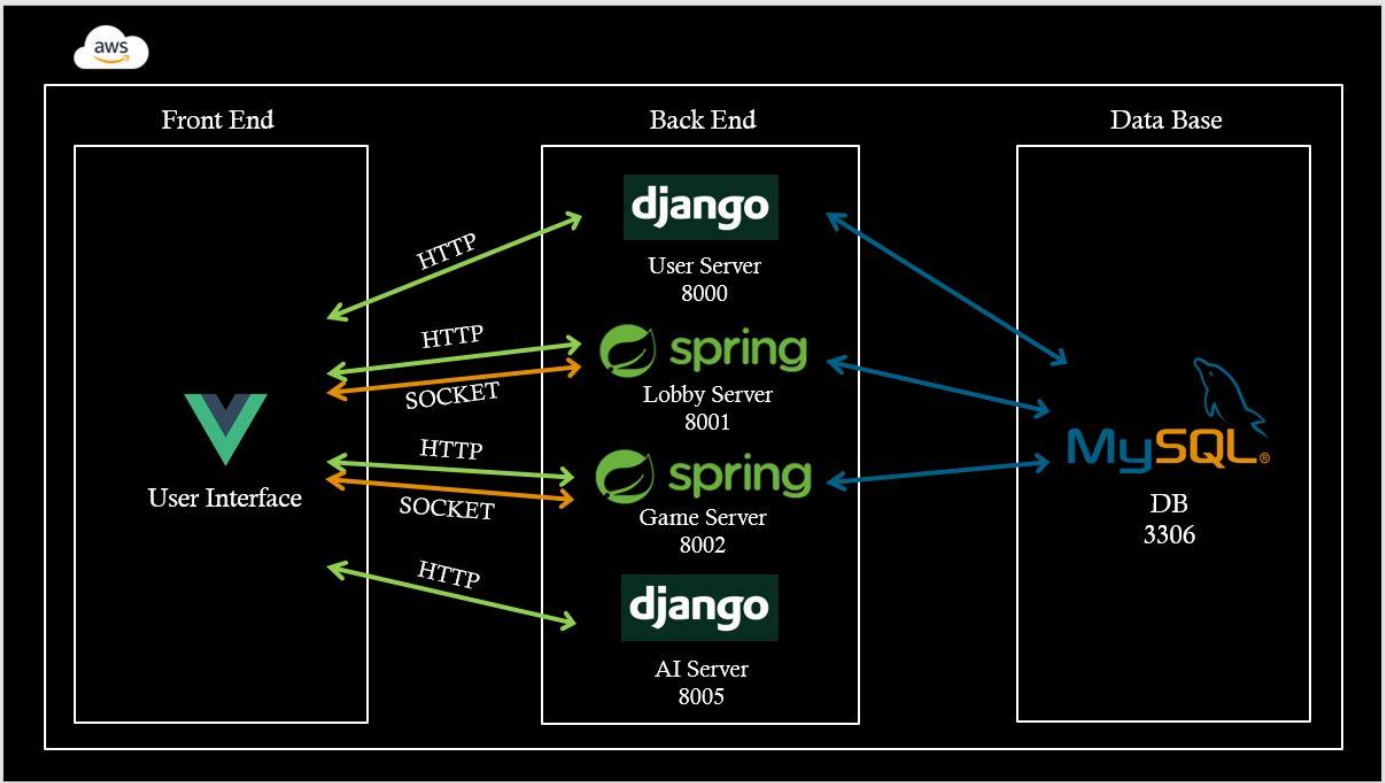 aws
Front End
Back End
Data Base
django
User Server
8000
HTTP
spring
Lobby Server
8001
HTTP
SOCKET
spring
Game Server
8002
HTTP
SOCKET
django
AI Server
8005
HTTP
User Interface
MySQL®
DB
3306